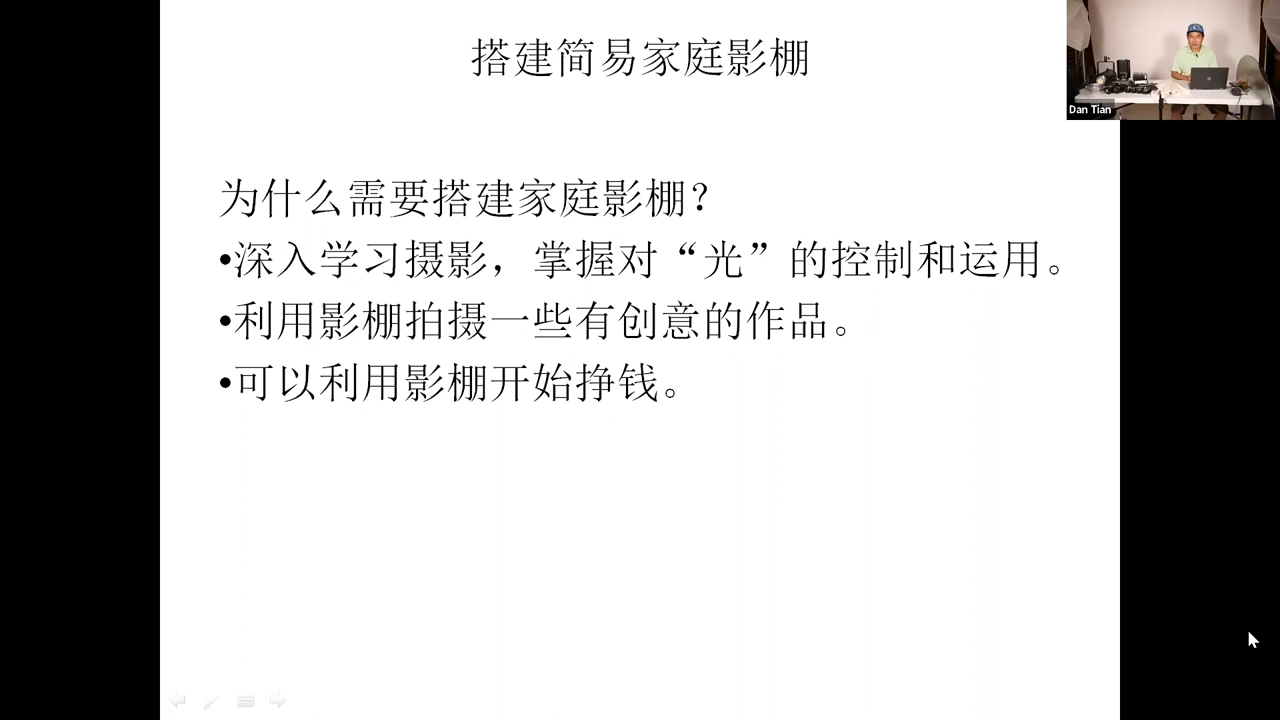 搭建简易家庭影棚
Dan Tian
为什么需要搭建家庭影棚？
•深入学习摄影，掌握对“光”的控制和运用。
•利用影棚拍摄一些有创意的作品。
•可以利用影棚开始挣钱。